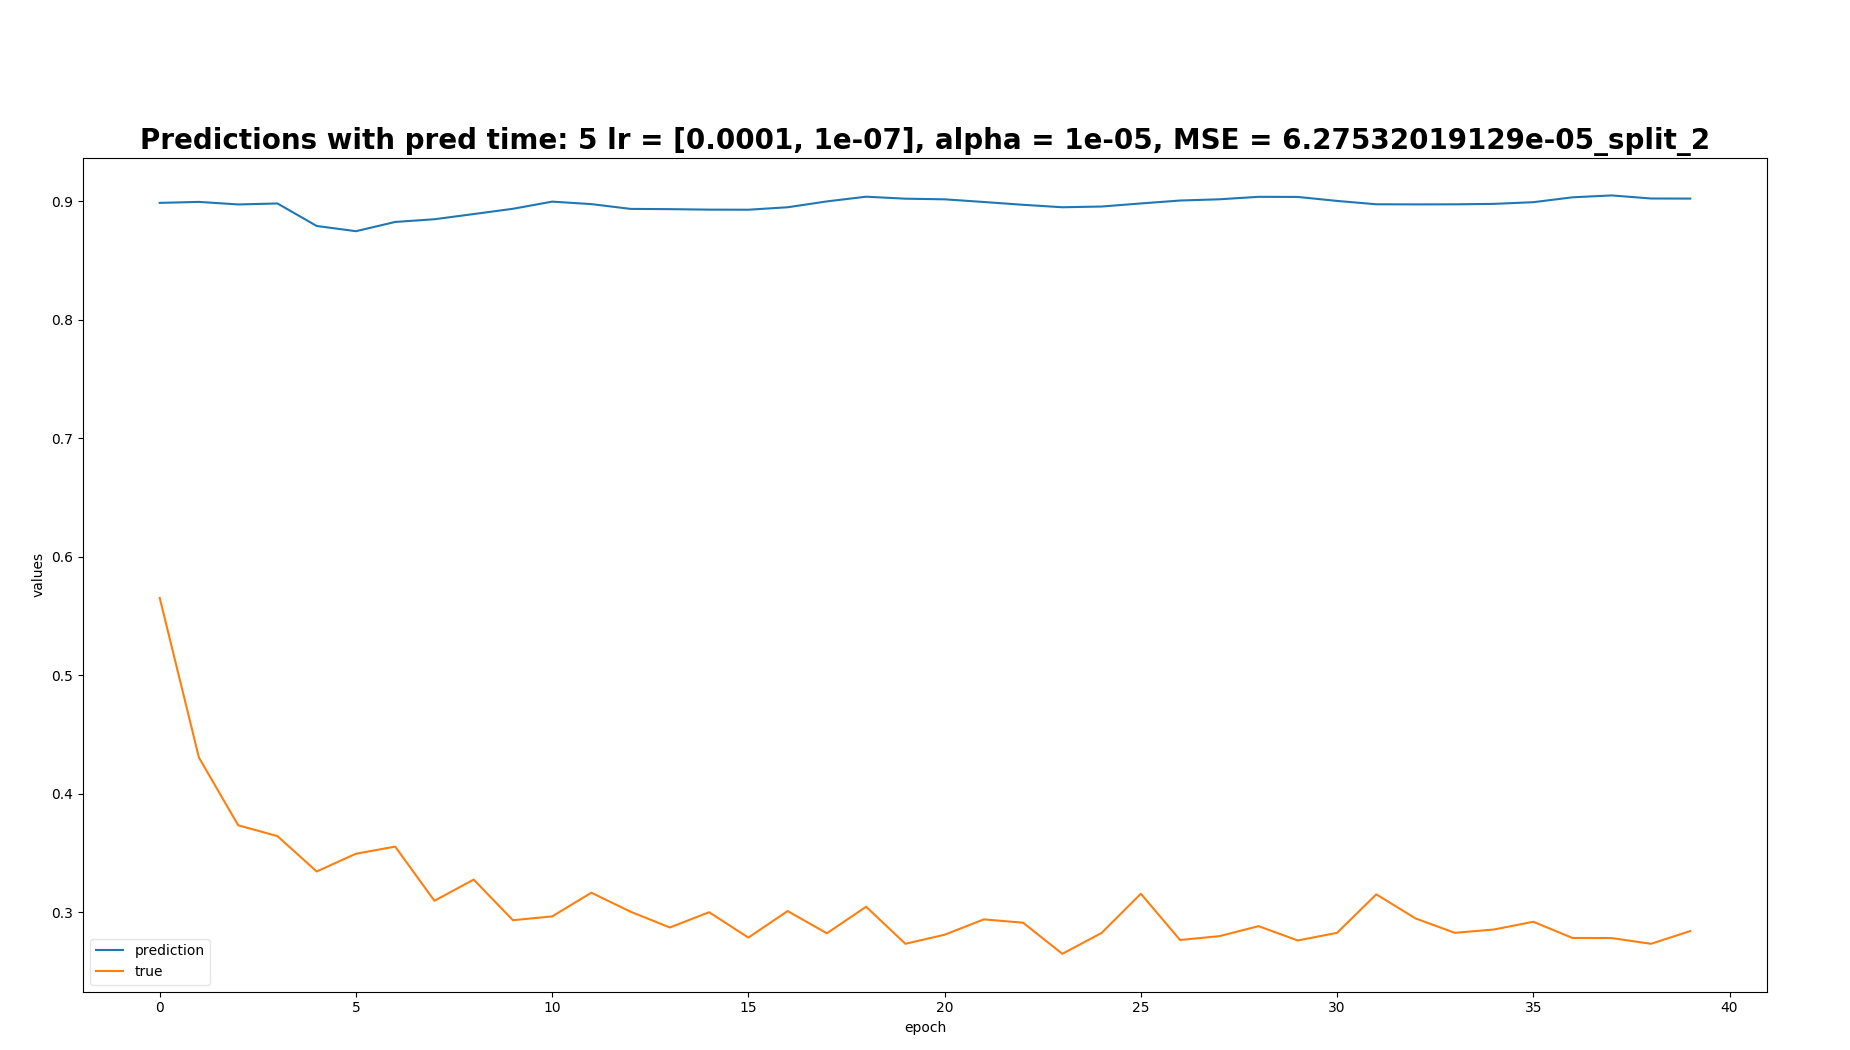 Predictions with pred time: 5 lr = [0.0001, 1e-07], alpha = 1e-05, MSE = 6.27532019129e-05_split_2
0.9
0.8
0.7
0.6
0.5
0.4
0.3
values
prediction
true
0 5 10 15 20 25 30 35 40
epoch